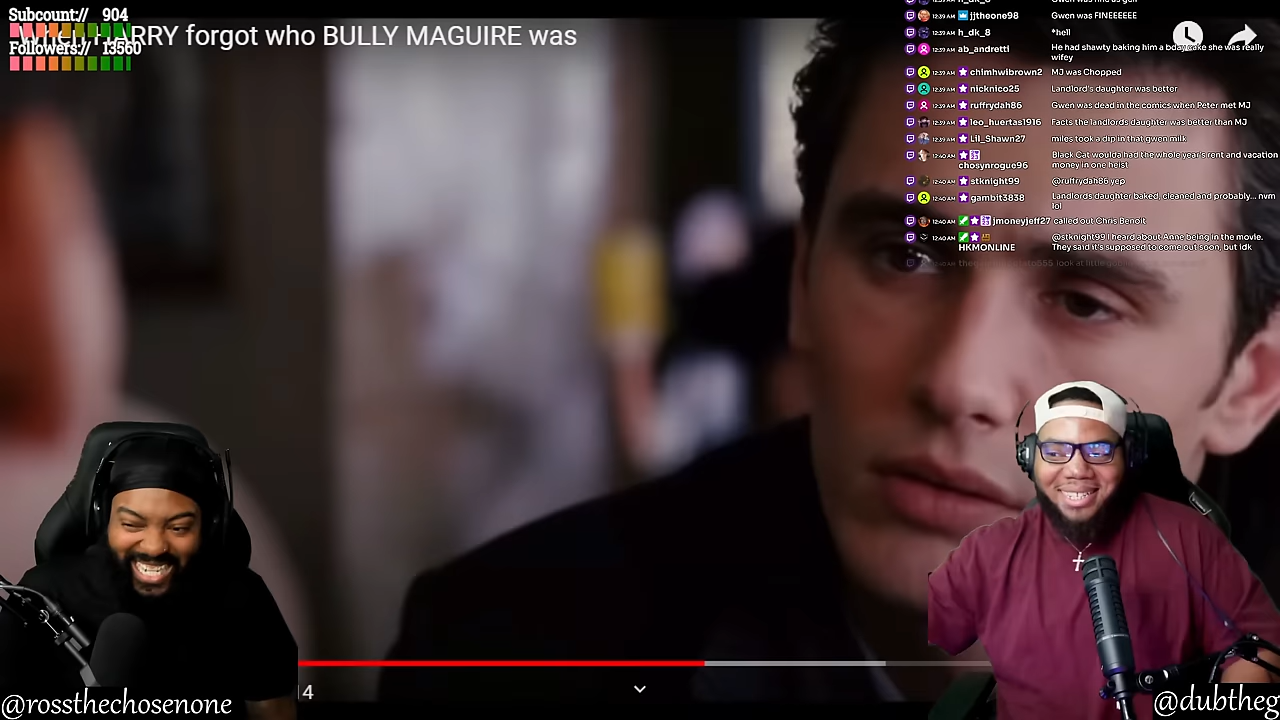 Subcount// 904
When HARRY forgot who BULLY MAGUIRE was
Followers// 13560
12:39 AM jjtheone98 Gwen was FINEEEEEE
12:39 AM h_dk_8 *hell
12:39 AM ab_andretti He had shawty baking him a bday cake she was really
wifey
12:39 AM chimhwibrown2 MJ was Chopped
12:39 AM nicknico25 Landlord's daughter was better
12:39 AM ruffrydah86 Gwen was dead in the comics when Peter met MJ
12:39 AM leo_huertas1916 Facts the landlords daughter was better than MJ
12:39 AM Lil_Shawn27 miles took a dip in that gwen milk
12:40 AM chosynrogue96 Black Cat woulda had the whole year's rent and vacation
money in one heist
12:40 AM stknight99 @ruffrydah86 yep
12:40 AM gambit3838 Landlords daughter baked, cleaned and probably... nvm
lol
12:40 AM jmoneyjeff27 called out Chris Benoit
12:40 AM HKMONLINE @stknight99 I heard about Anne being in the movie.
They said it's supposed to come out soon, but idk
4
@rossthechosenone
@dubtheg